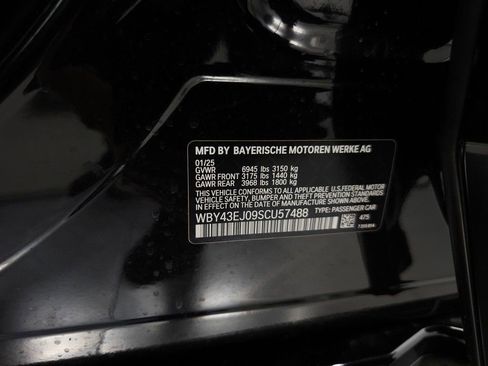 MFD BY BAYERISCHE MOTOREN WERKE AG
01/25
GVWR 6945 lbs 3150 kg
GAWR FRONT 3175 lbs 1440 kg
GAWR REAR 3968 lbs 1800 kg
THIS VEHICLE CONFORMS TO ALL APPLICABLE U.S.FEDERAL MOTOR
VEHICLE SAFETY, BUMPER AND THEFT PREVENTION STANDARDS
IN EFFECT ON THE DATE OF MANUFACTURE SHOWN ABOVE.
WBY43EJ09SCU57488 TYPE: PASSENGER CAR
475